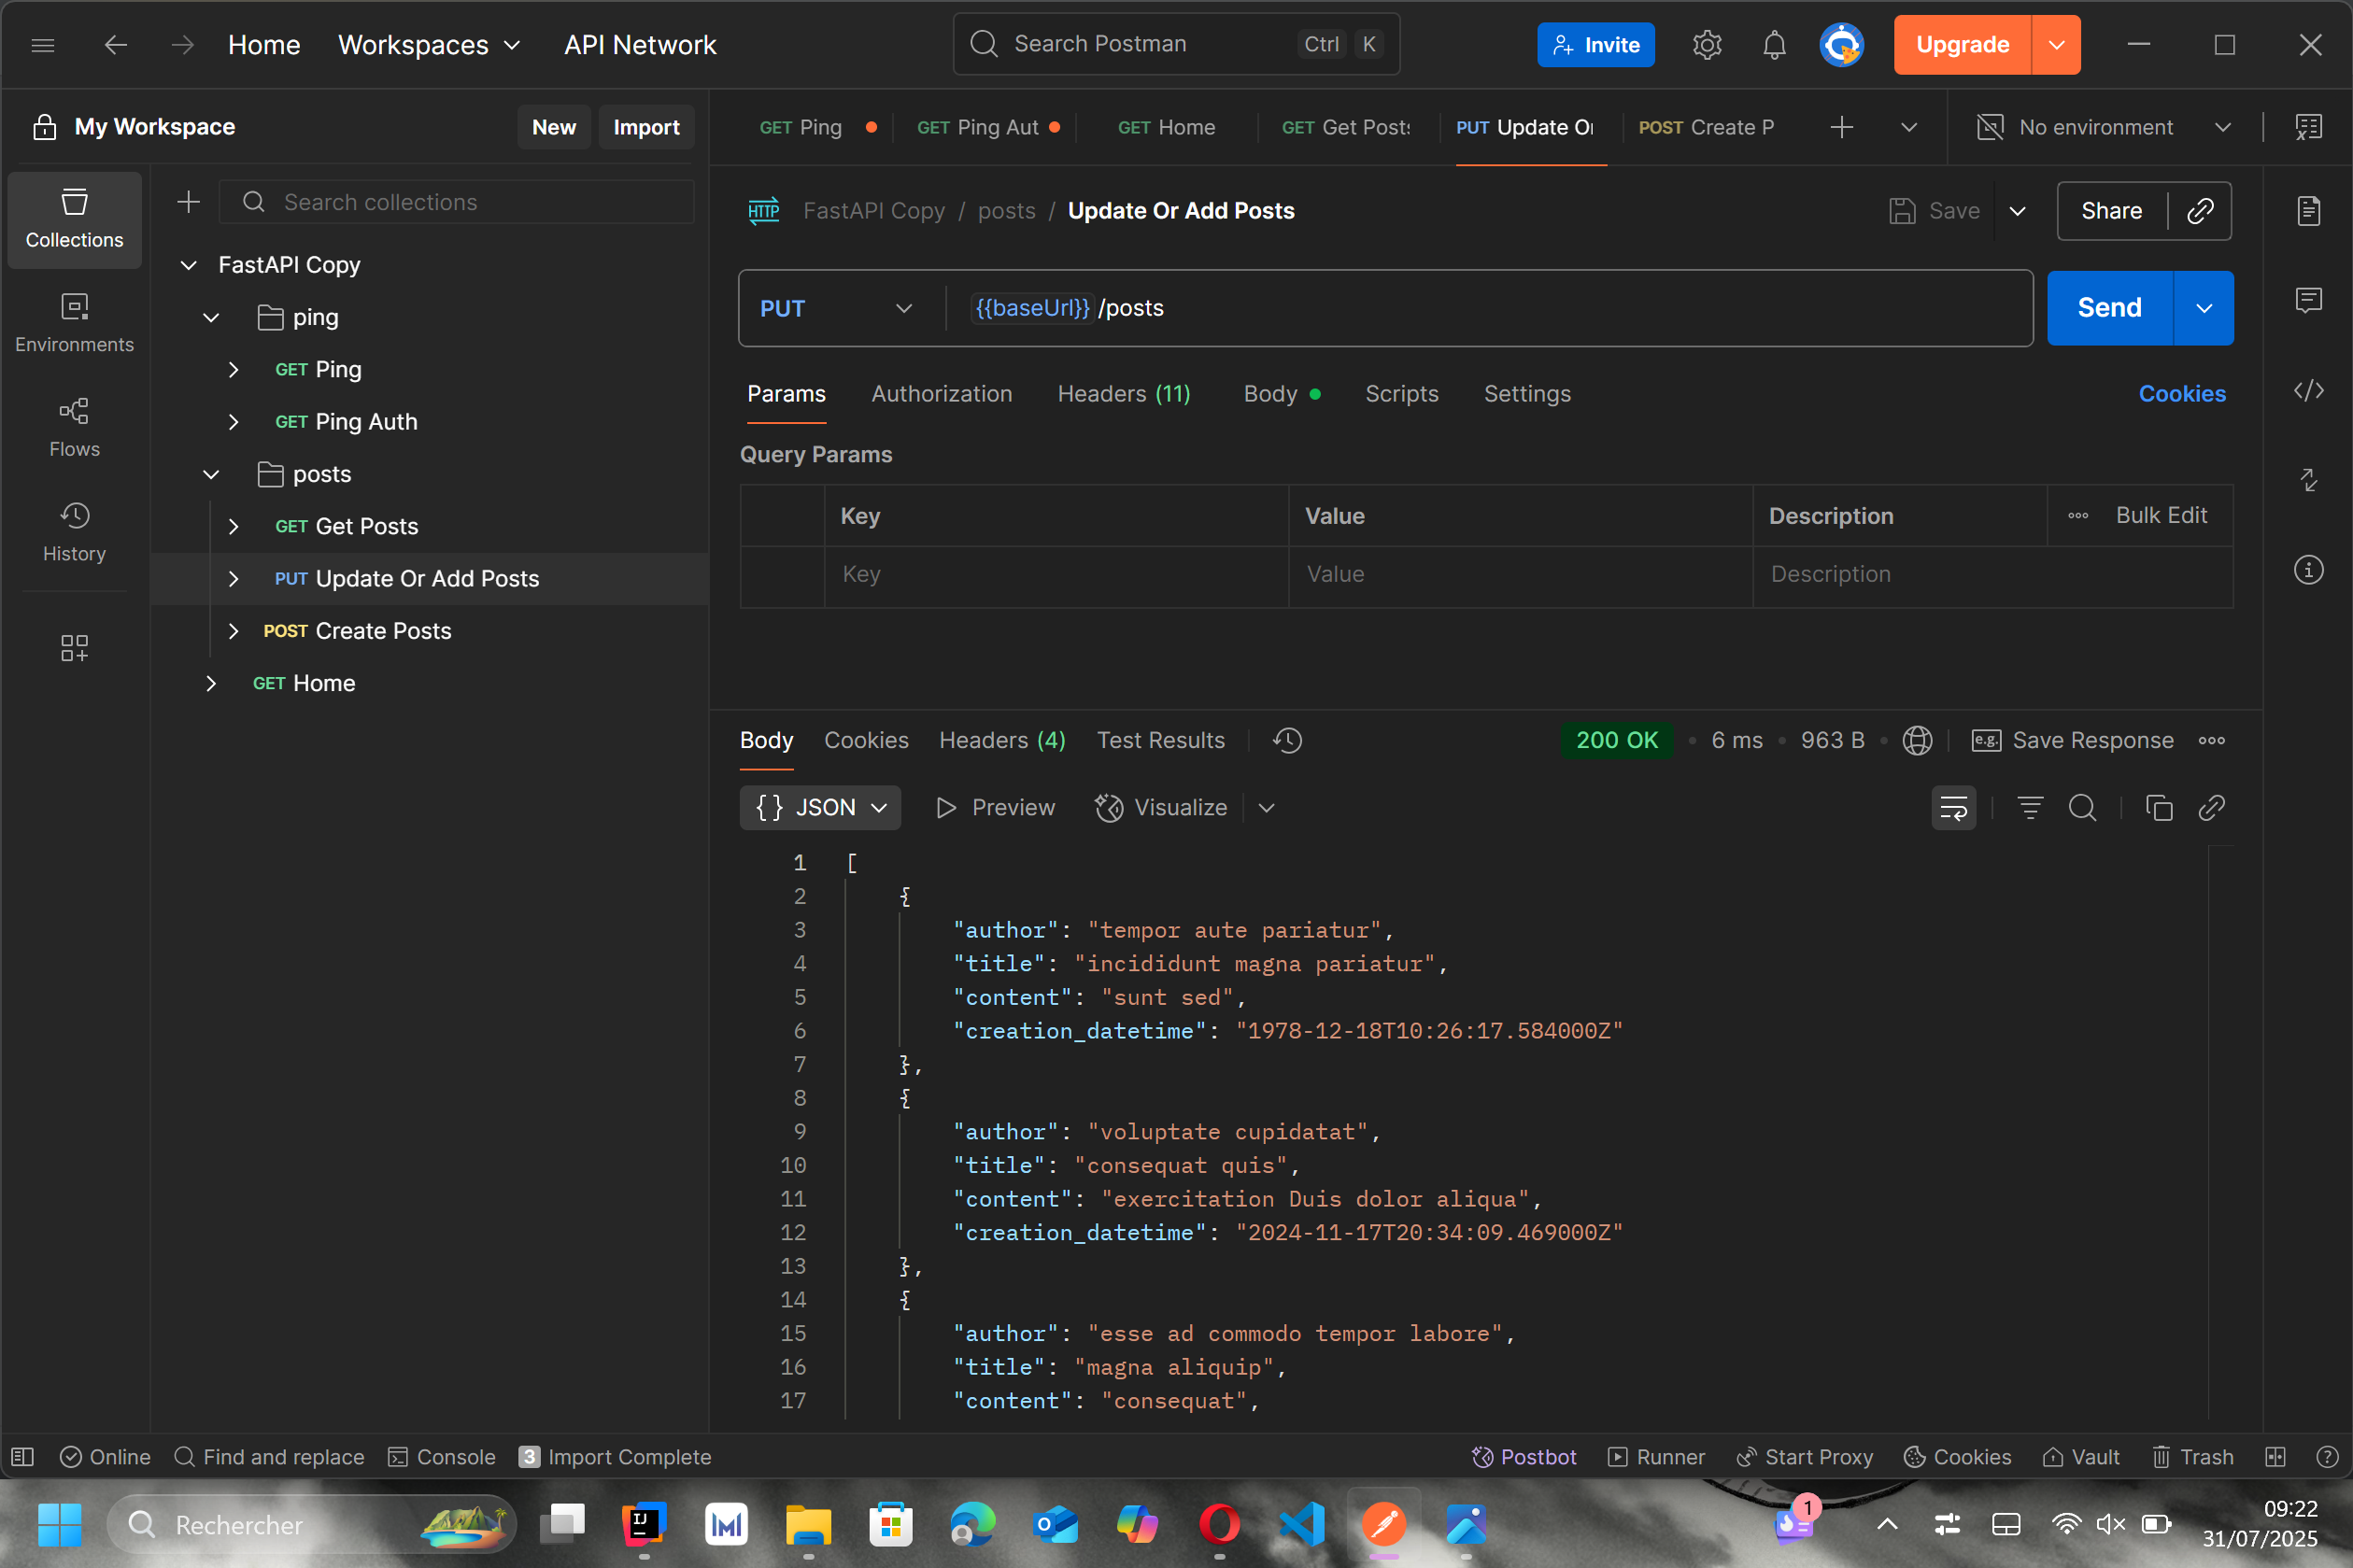 Home Workspaces API Network Search Postman Ctrl K Invite Upgrade
My Workspace New Import
GET Ping GET Ping Aut GET Home GET Get Posts PUT Update Or POST Create P No environment
Collections
Environments
Flows
History
Search collections
FastAPI Copy
ping
GET Ping
GET Ping Auth
posts
GET Get Posts
PUT Update Or Add Posts
POST Create Posts
GET Home
HTTP FastAPI Copy / posts / Update Or Add Posts Save Share
PUT {{baseUrl}} /posts Send
Params Authorization Headers (11) Body Scripts Settings Cookies
Query Params
Key Value Description Bulk Edit
Key Value Description
Body Cookies Headers (4) Test Results 200 OK • 6 ms • 963 B • e.g. Save Response
{} JSON Preview Visualize
1 [
2 {
3 "author": "tempor aute pariatur",
4 "title": "incididunt magna pariatur",
5 "content": "sunt sed",
6 "creation_datetime": "1978-12-18T10:26:17.584000Z"
7 },
8 {
9 "author": "voluptate cupidatat",
10 "title": "consequat quis",
11 "content": "exercitation Duis dolor aliqua",
12 "creation_datetime": "2024-11-17T20:34:09.469000Z"
13 },
14 {
15 "author": "esse ad commodo tempor labore",
16 "title": "magna aliquip",
17 "content": "consequat",
Online Find and replace Console 3 Import Complete Postbot Runner Start Proxy Cookies Vault Trash
Rechercher IJ 1 09:22
31/07/2025